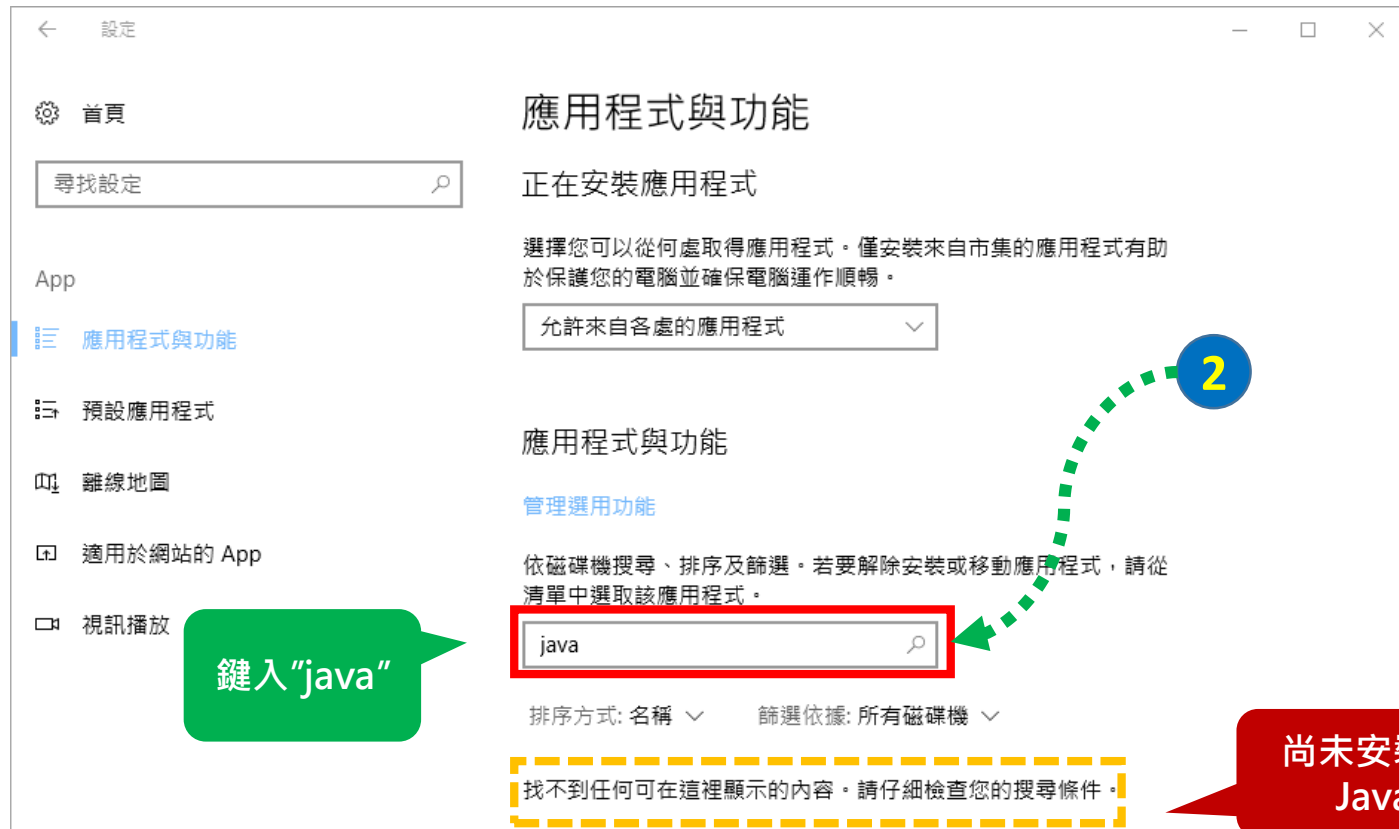 設定
首頁
尋找設定
App
應用程式與功能
預設應用程式
離線地圖
適用於網站的 App
視訊播放
鍵入"java"
應用程式與功能
正在安裝應用程式
選擇您可以從何處取得應用程式。僅安裝來自市集的應用程式有助
於保護您的電腦並確保電腦運作順暢。
允許來自各處的應用程式
2
應用程式與功能
管理選用功能
依磁碟機搜尋、排序及篩選。若要解除安裝或移動應用程式，請從
清單中選取該應用程式。
java
排序方式: 名稱
篩選依據: 所有磁碟機
找不到任何可在這裡顯示的內容。請仔細檢查您的搜尋條件。
尚未安裝
Java